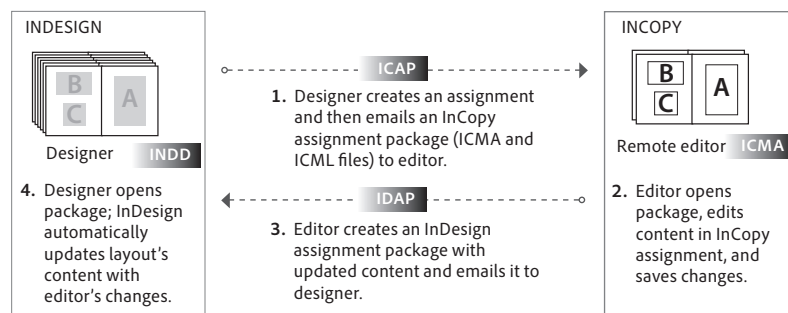 INDESIGN
B
C
A
Designer
INDD
4. Designer opens
package; InDesign
automatically
updates layout’s
content with
editor’s changes.
ICAP
1. Designer creates an assignment
and then emails an InCopy
assignment package (ICMA and
ICML files) to editor.
IDAP
3. Editor creates an InDesign
assignment package with
updated content and emails it to
designer.
INCOPY
B
C
A
Remote editor
ICMA
2. Editor opens
package, edits
content in InCopy
assignment, and
saves changes.